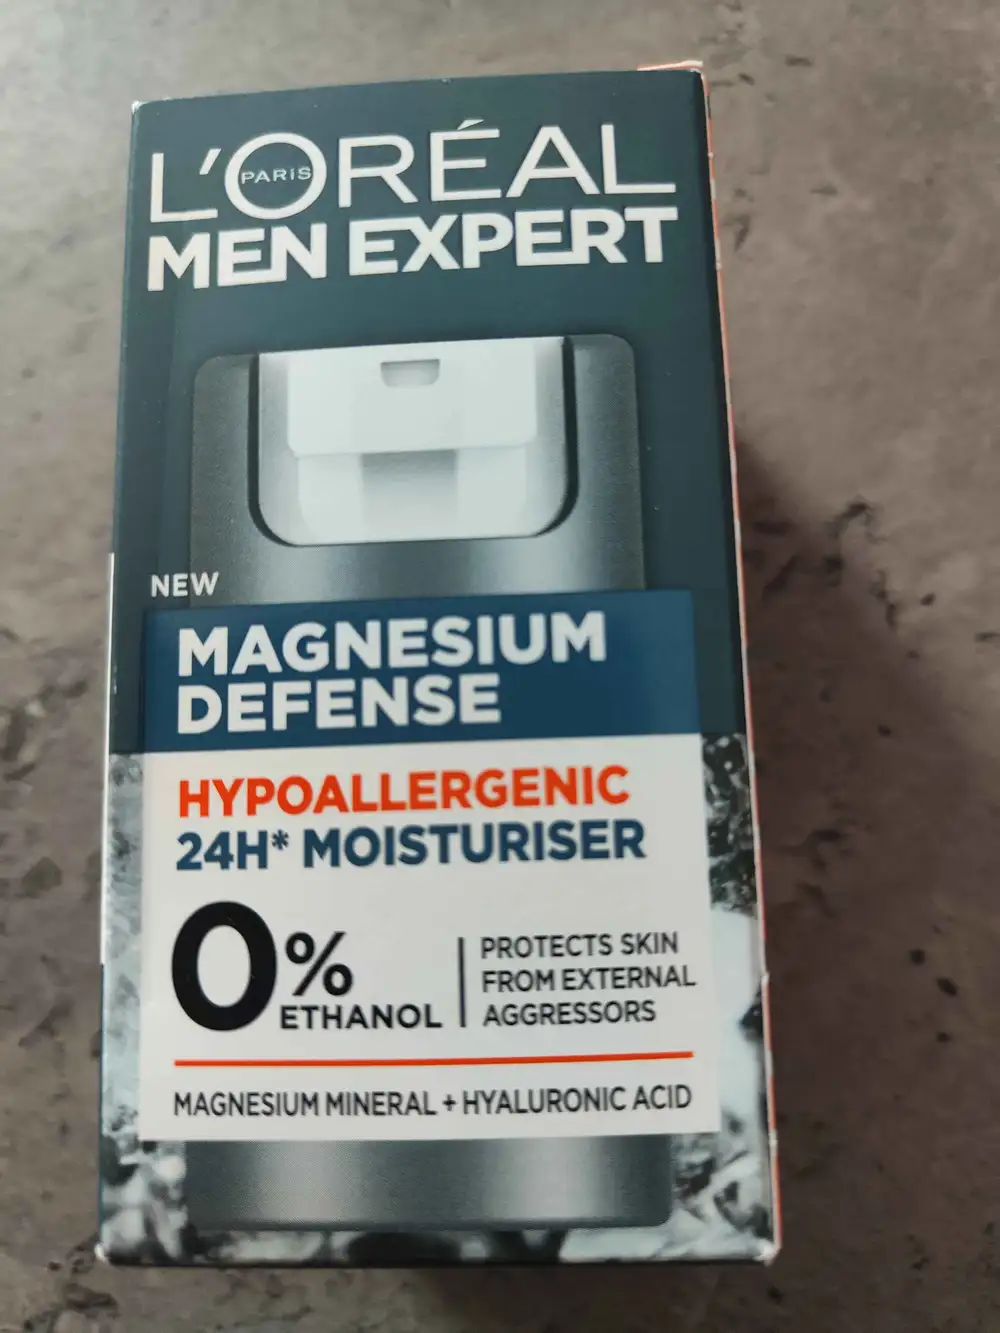 L'ORÉAL
PARIS
MEN EXPERT
NEW
MAGNESIUM
DEFENSE
HYPOALLERGENIC
24H* MOISTURISER
0%
ETHANOL
PROTECTS SKIN
FROM EXTERNAL
AGGRESSORS
MAGNESIUM MINERAL + HYALURONIC ACID